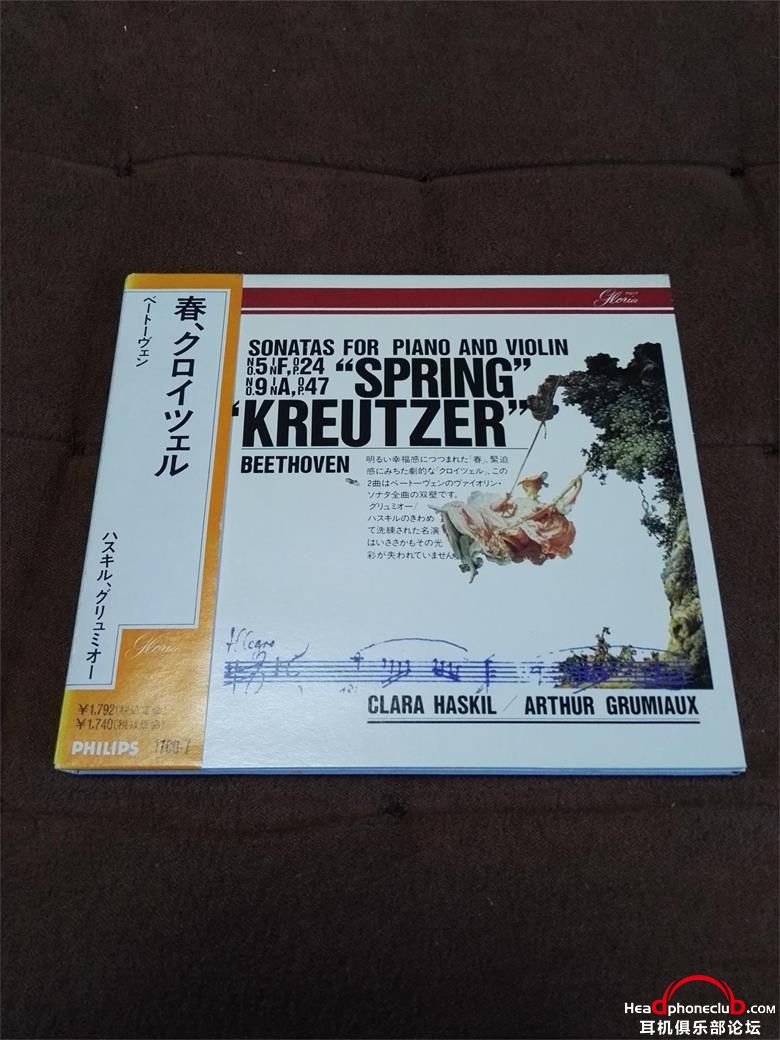 春、クロイツェル
ベートーヴェン
ハスキル、グリュミオー
Gloria
PHILIPS
Gloria
SONATAS FOR PIANO AND VIOLIN
NO.5 IN F, OP.24 “SPRING”
NO.9 IN A, OP.47
“KREUTZER”
BEETHOVEN
明るい幸福感につつまれた「春」、緊迫
感にみちた劇的な「クロイツェル」、この
2曲はベートーヴェンのヴァイオリン・
ソナタ全曲の双璧です。
グリュミオー/
ハスキルのきわめ
て洗練された名演
はいささかもその光
彩が失われていません
Allegro
CLARA HASKIL / ARTHUR GRUMIAUX
¥1,792
¥1,740
Headphoneclub.com
耳机俱乐部论坛